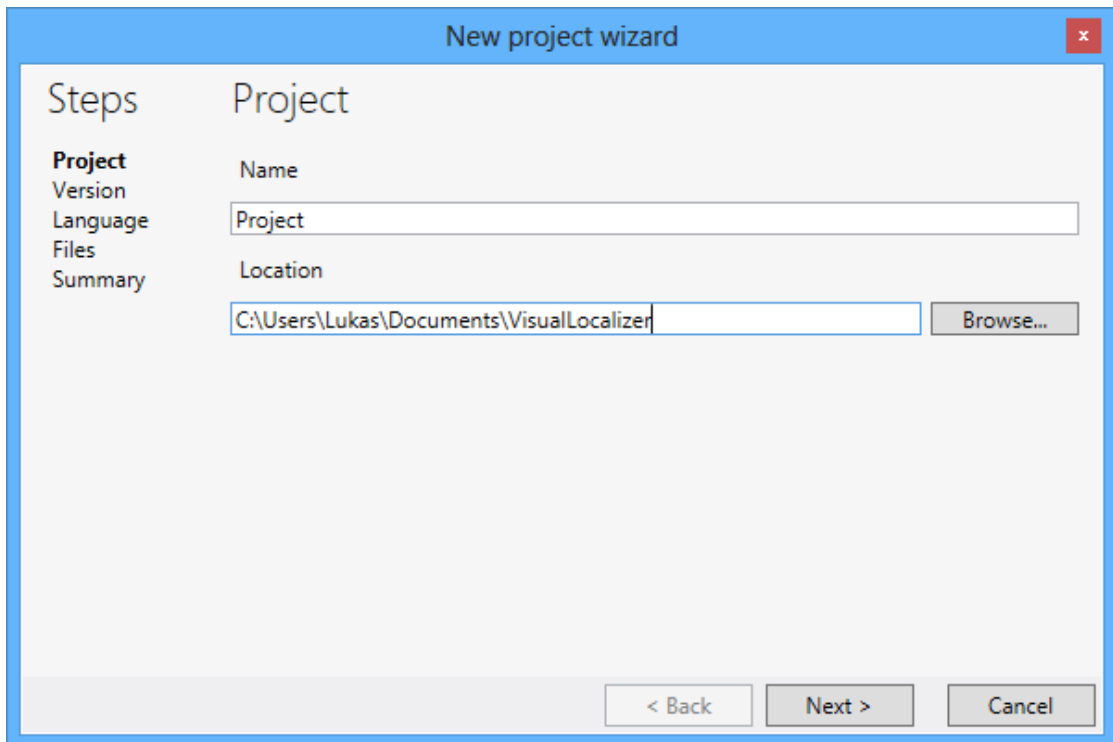 New project wizard
x
Steps
Project
Version
Language
Files
Summary
Project
Name
Project
Location
C:\Users\Lukas\Documents\VisualLocalizer
Browse...
< Back
Next >
Cancel